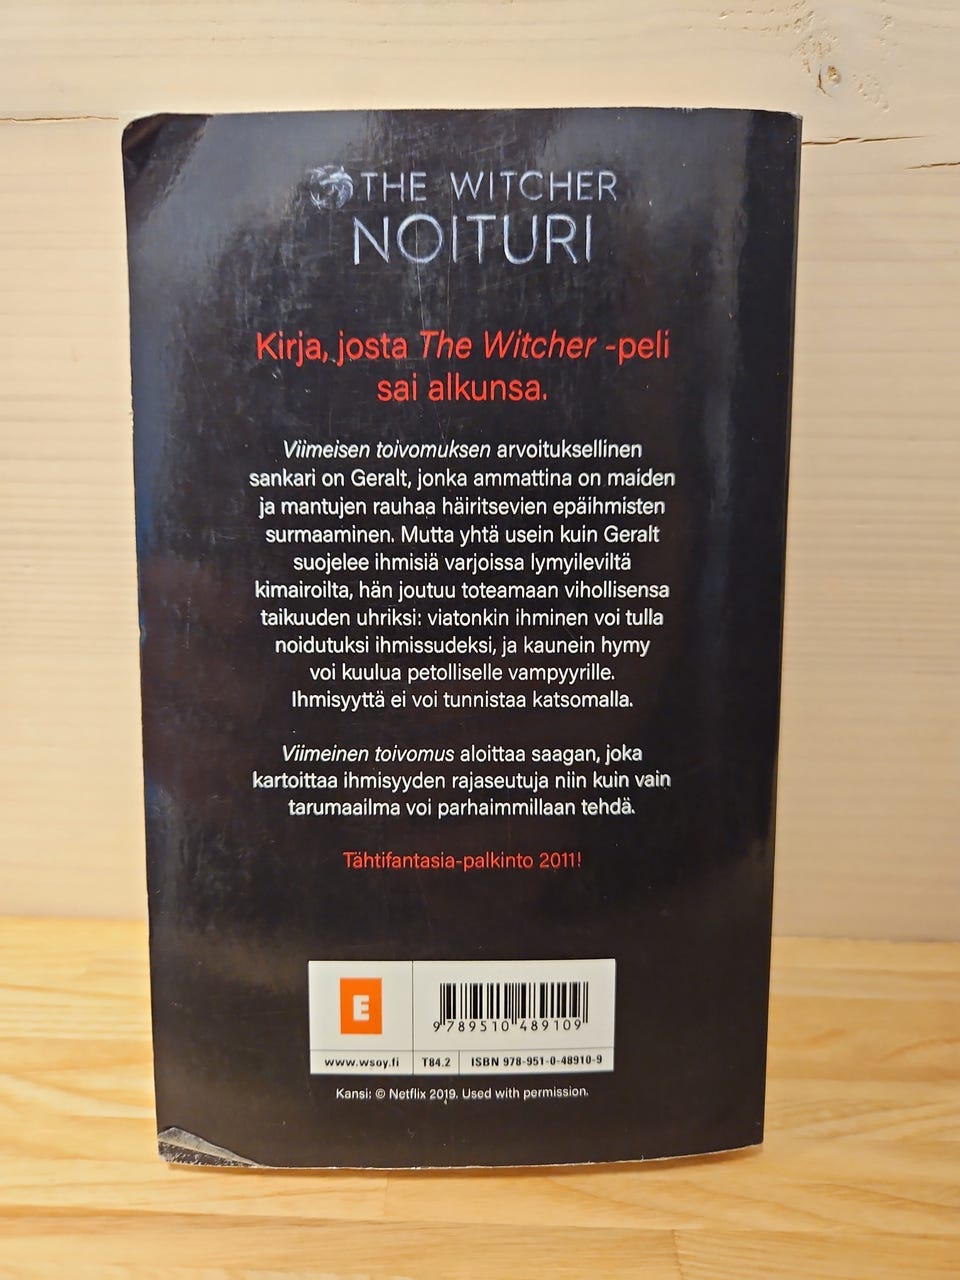 THE WITCHER
NOITURI
Kirja, josta The Witcher -peli
sai alkunsa.
Viimeisen toivomuksen arvoituksellinen
sankari on Geralt, jonka ammattina on maiden
ja mantujen rauhaa häiritsevien epäihmisten
surmaaminen. Mutta yhtä usein kuin Geralt
suojelee ihmisiä varjoissa lymyileviltä
kimairoilta, hän joutuu toteamaan vihollisensa
taikuuden uhriksi: viatonkin ihminen voi tulla
noidutuksi ihmissudeksi, ja kaunein hymy
voi kuulua petolliselle vampyyrille.
Ihmisyyttä ei voi tunnistaa katsomalla.
Viimeinen toivomus aloittaa saagan, joka
kartoittaa ihmisyyden rajaseutuja niin kuin vain
tarumaailma voi parhaimmillaan tehdä.
Tähtifantasia-palkinto 2011!
E
9 789510 489109
www.wsoy.fi T84.2 ISBN 978-951-0-48910-9
Kansi: © Netflix 2019. Used with permission.